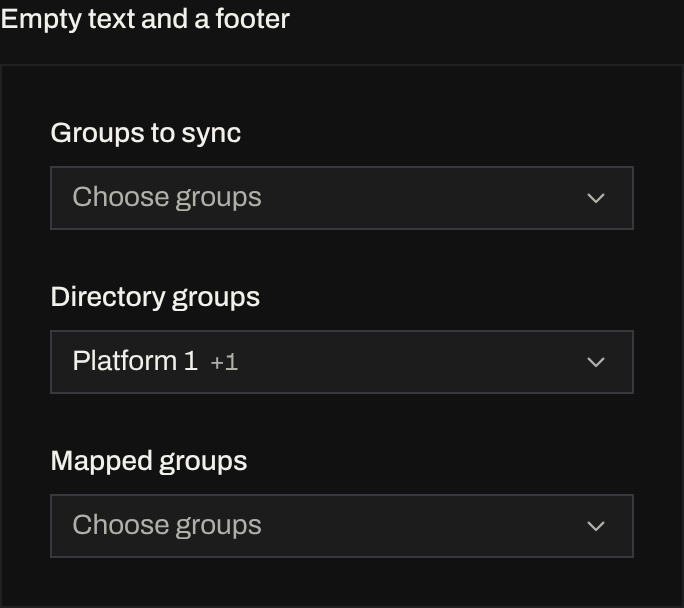 Empty text and a footer
Groups to sync
Choose groups
Directory groups
Platform 1 +1
Mapped groups
Choose groups